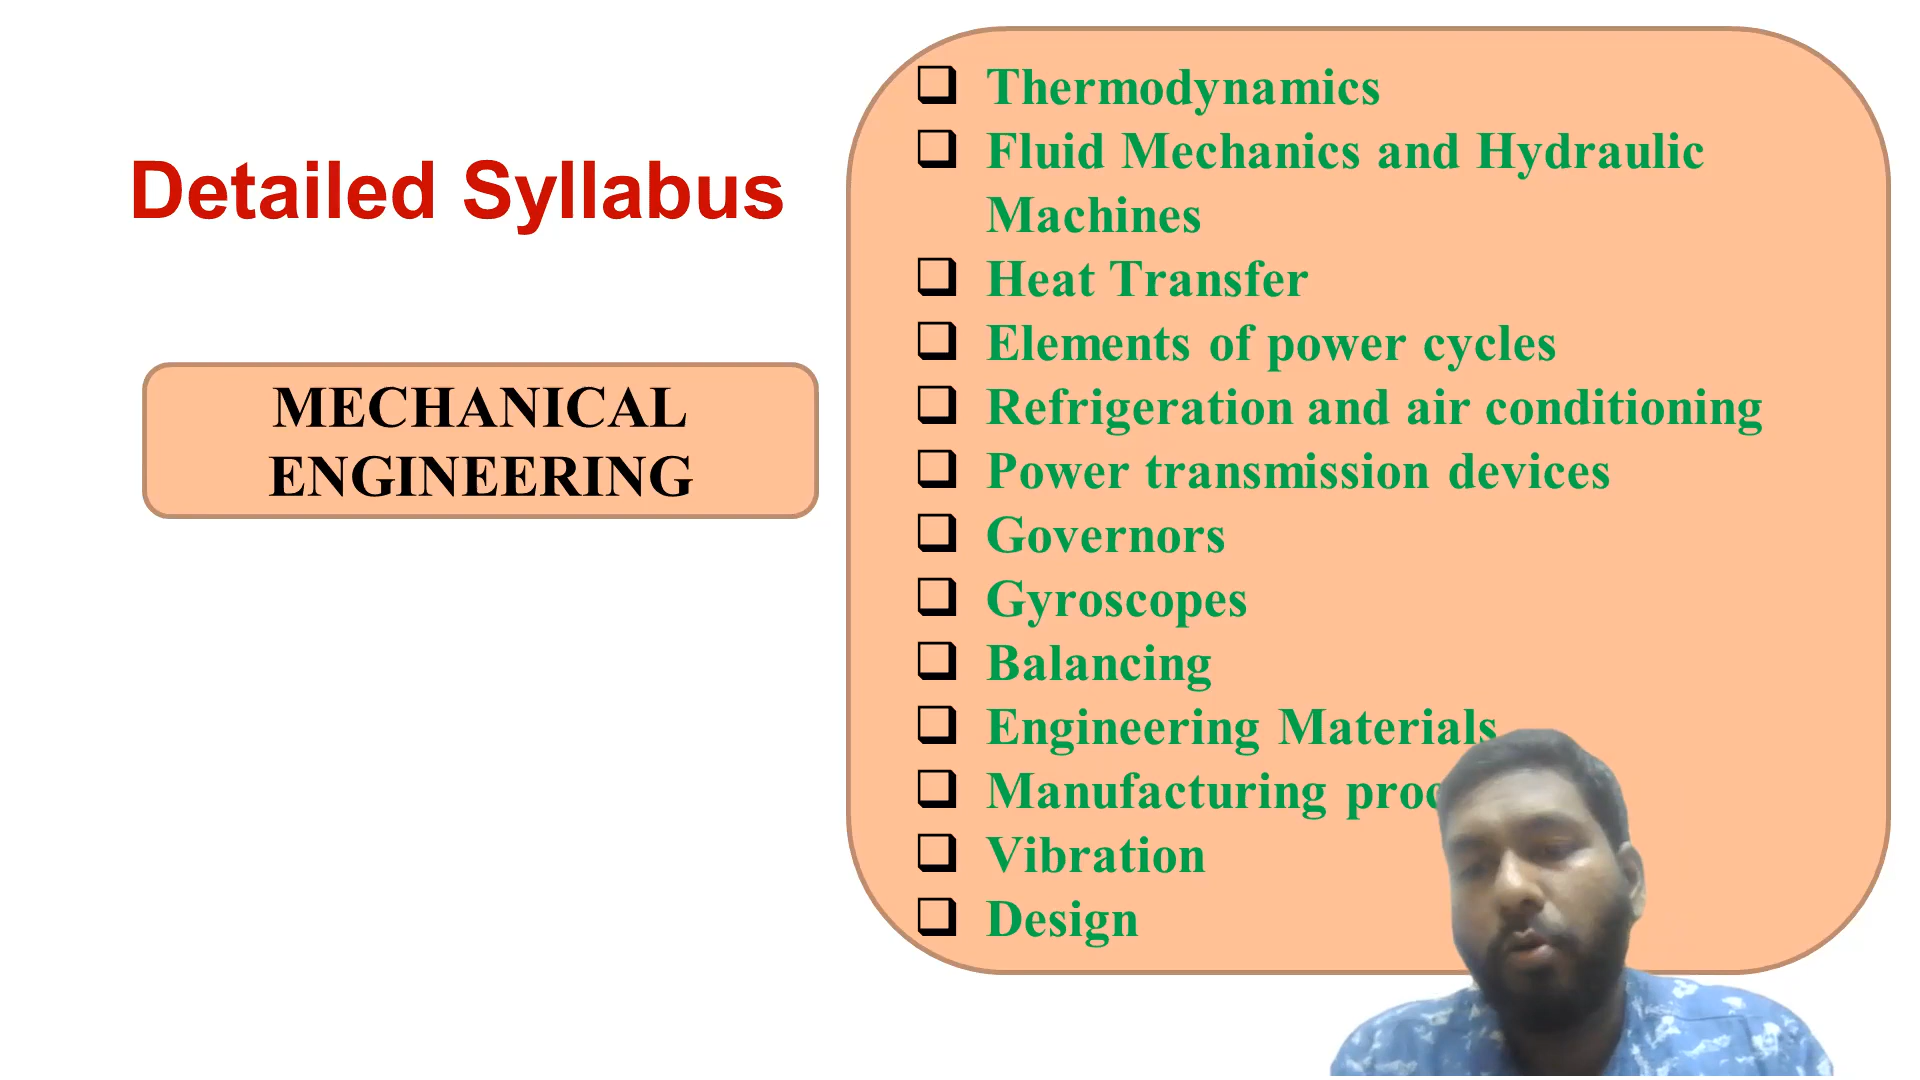 Detailed Syllabus
MECHANICAL
ENGINEERING
Thermodynamics
Fluid Mechanics and Hydraulic
Machines
Heat Transfer
Elements of power cycles
Refrigeration and air conditioning
Power transmission devices
Governors
Gyroscopes
Balancing
Engineering Materials
Manufacturing
Vibration
Design